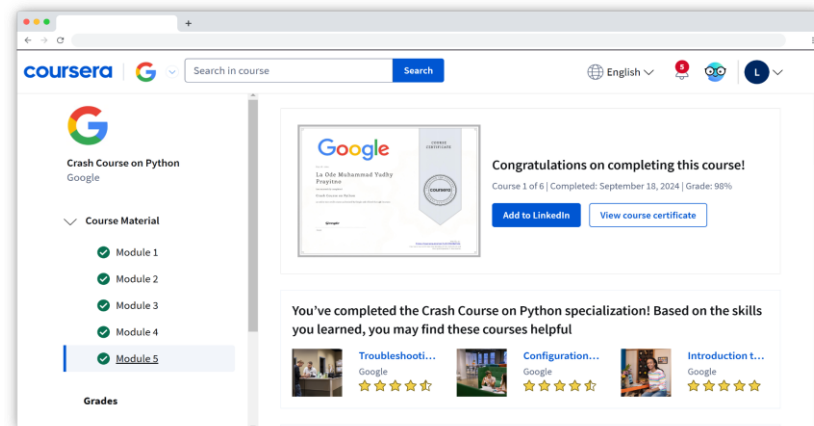 +
coursera
G
Search in course
Search
English
5
L
Crash Course on Python
Google
Course Material
Module 1
Module 2
Module 3
Module 4
Module 5
Grades
Google
COURSE
CERTIFICATE
La Ode Muhammad Yudhy
Prayitno
Crash Course on Python
coursera
Congratulations on completing this course!
Course 1 of 6 | Completed: September 18, 2024 | Grade: 98%
Add to LinkedIn
View course certificate
You've completed the Crash Course on Python specialization! Based on the skills
you learned, you may find these courses helpful
Troubleshooti...
Google
Configuration...
Google
Introduction t...
Google